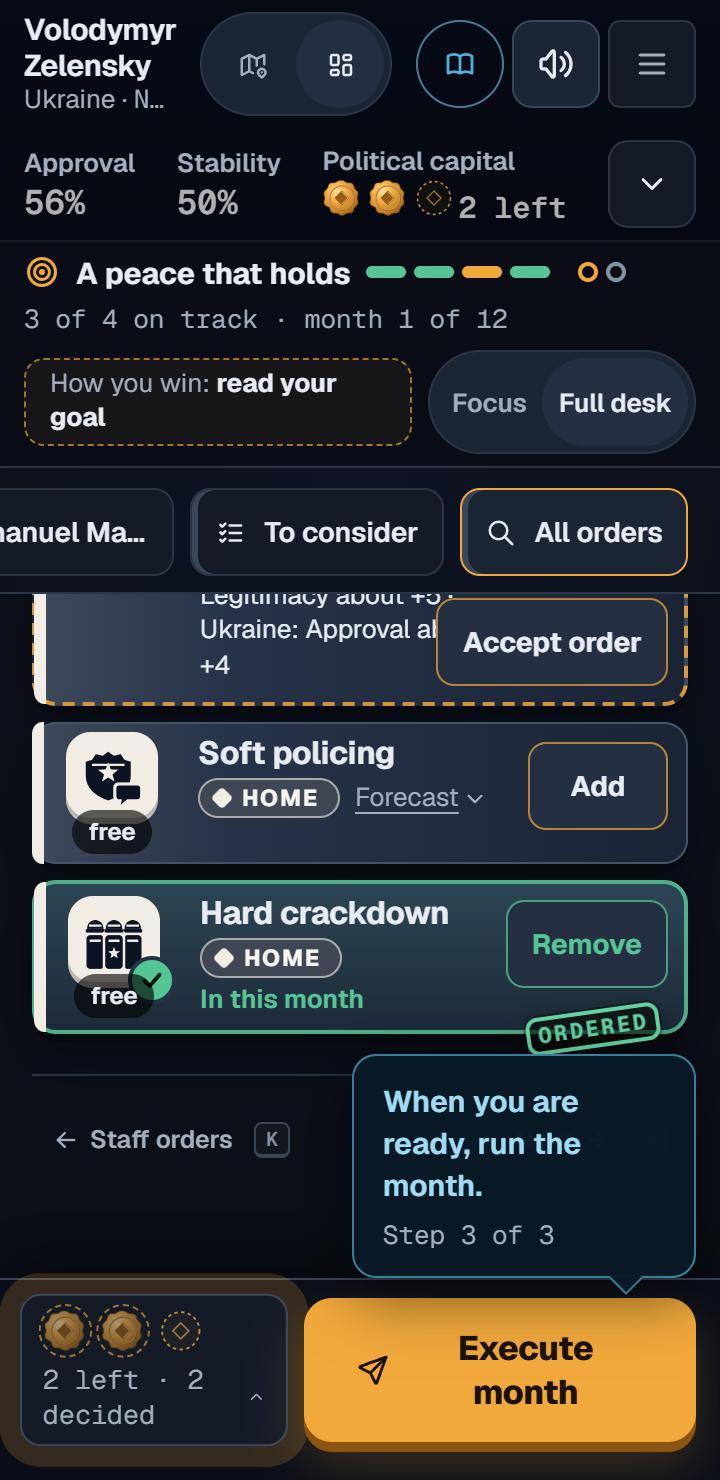 Volodymyr
Zelensky
Ukraine · N…
Approval
56%
Stability
50%
Political capital
2 left
A peace that holds
3 of 4 on track · month 1 of 12
How you win: read your
goal
Focus
Full desk
Ma…
To consider
All orders
Legitimacy about +5 ·
Ukraine: Approval
+4
Accept order
Soft policing
HOME
Forecast
free
Add
Hard crackdown
HOME
In this month
free
Remove
ORDERED
Staff orders
K
When you are
ready, run the
month.
Step 3 of 3
2 left · 2
decided
Execute
month